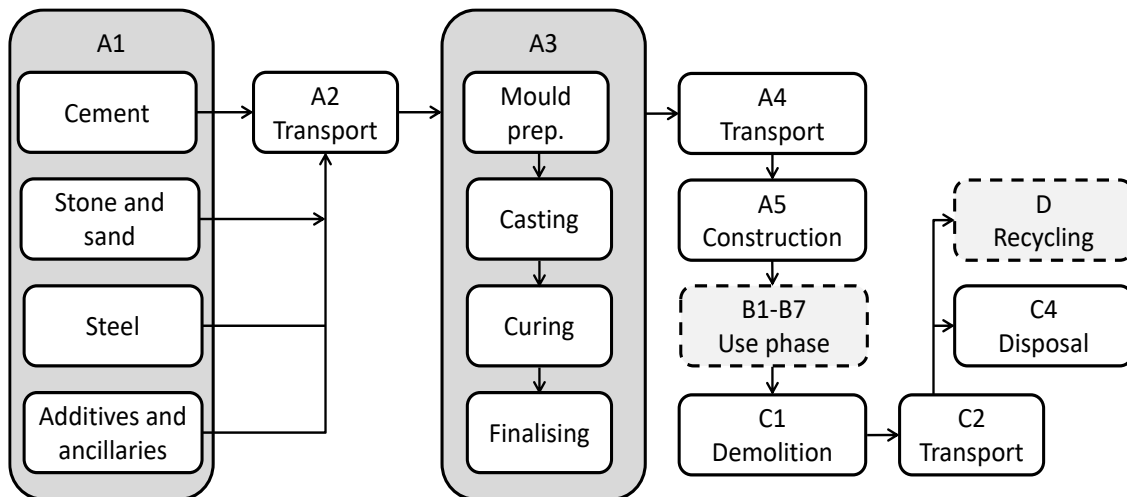 A1
Cement
Stone and
sand
Steel
Additives and
ancillaries
A2
Transport
A3
Mould
prep.
Casting
Curing
Finalising
A4
Transport
A5
Construction
B1-B7
Use phase
C1
Demolition
C2
Transport
D
Recycling
C4
Disposal